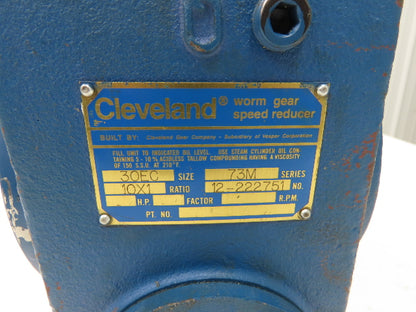 Cleveland® worm gear
speed reducer
BUILT BY: Cleveland Gear Company - Subsidiary of Vesper Corporation
FILL UNIT TO INDICATED OIL LEVEL. USE STEAM CYLINDER OIL CON
TAINING 5-10% ACIDLESS TALLOW COMPOUNDING HAVING A VISCOSITY
OF 150 S.S.U. AT 210°F.
30FC SIZE 73M SERIES
10X1 RATIO 12-222751 NO.
H.P. FACTOR R.P.M.
PT. NO.